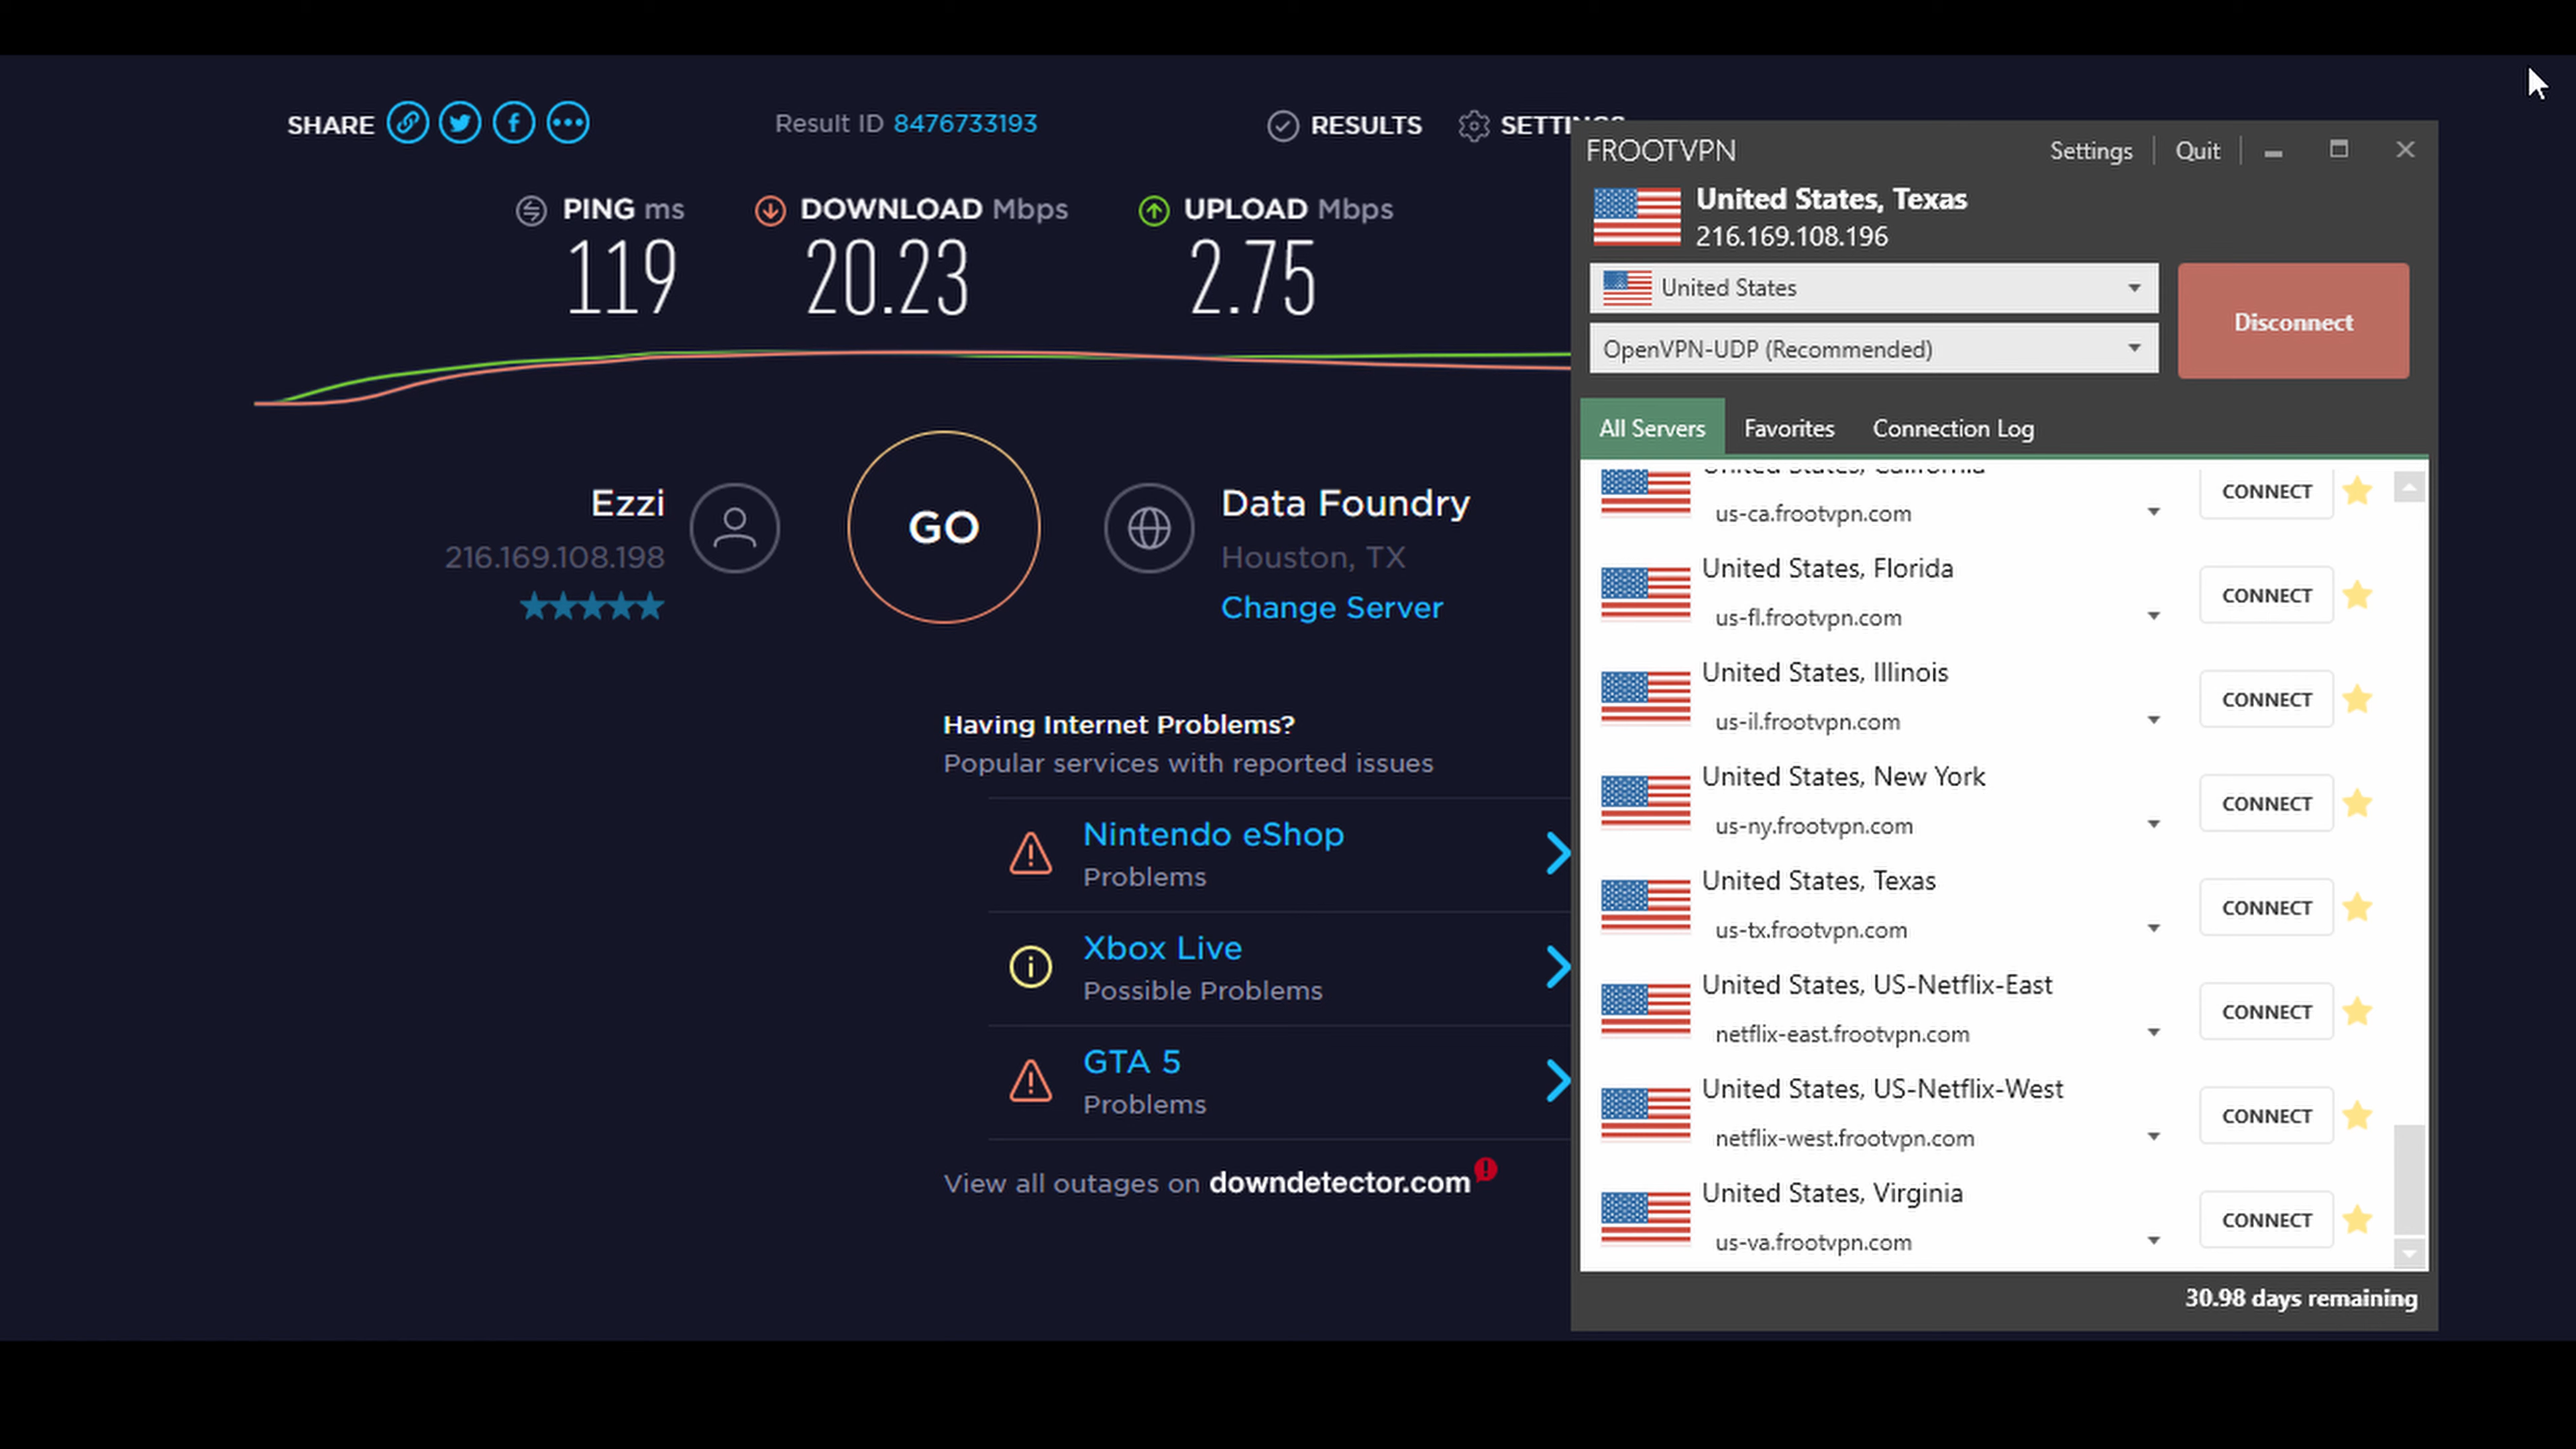 SHARE
Result ID 8476733193
RESULTS
SETTINGS
PING ms
DOWNLOAD Mbps
UPLOAD Mbps
119
20.23
2.75
Ezzi
216.169.108.198
GO
Data Foundry
Houston, TX
Change Server
Having Internet Problems?
Popular services with reported issues
Nintendo eShop
Problems
Xbox Live
Possible Problems
GTA 5
Problems
View all outages on downdetector.com
FROOTVPN
Settings
Quit
United States, Texas
216.169.108.196
United States
OpenVPN-UDP (Recommended)
Disconnect
All Servers
Favorites
Connection Log
United States, California
us-ca.frootvpn.com
CONNECT
United States, Florida
us-fl.frootvpn.com
CONNECT
United States, Illinois
us-il.frootvpn.com
CONNECT
United States, New York
us-ny.frootvpn.com
CONNECT
United States, Texas
us-tx.frootvpn.com
CONNECT
United States, US-Netflix-East
netflix-east.frootvpn.com
CONNECT
United States, US-Netflix-West
netflix-west.frootvpn.com
CONNECT
United States, Virginia
us-va.frootvpn.com
CONNECT
30.98 days remaining